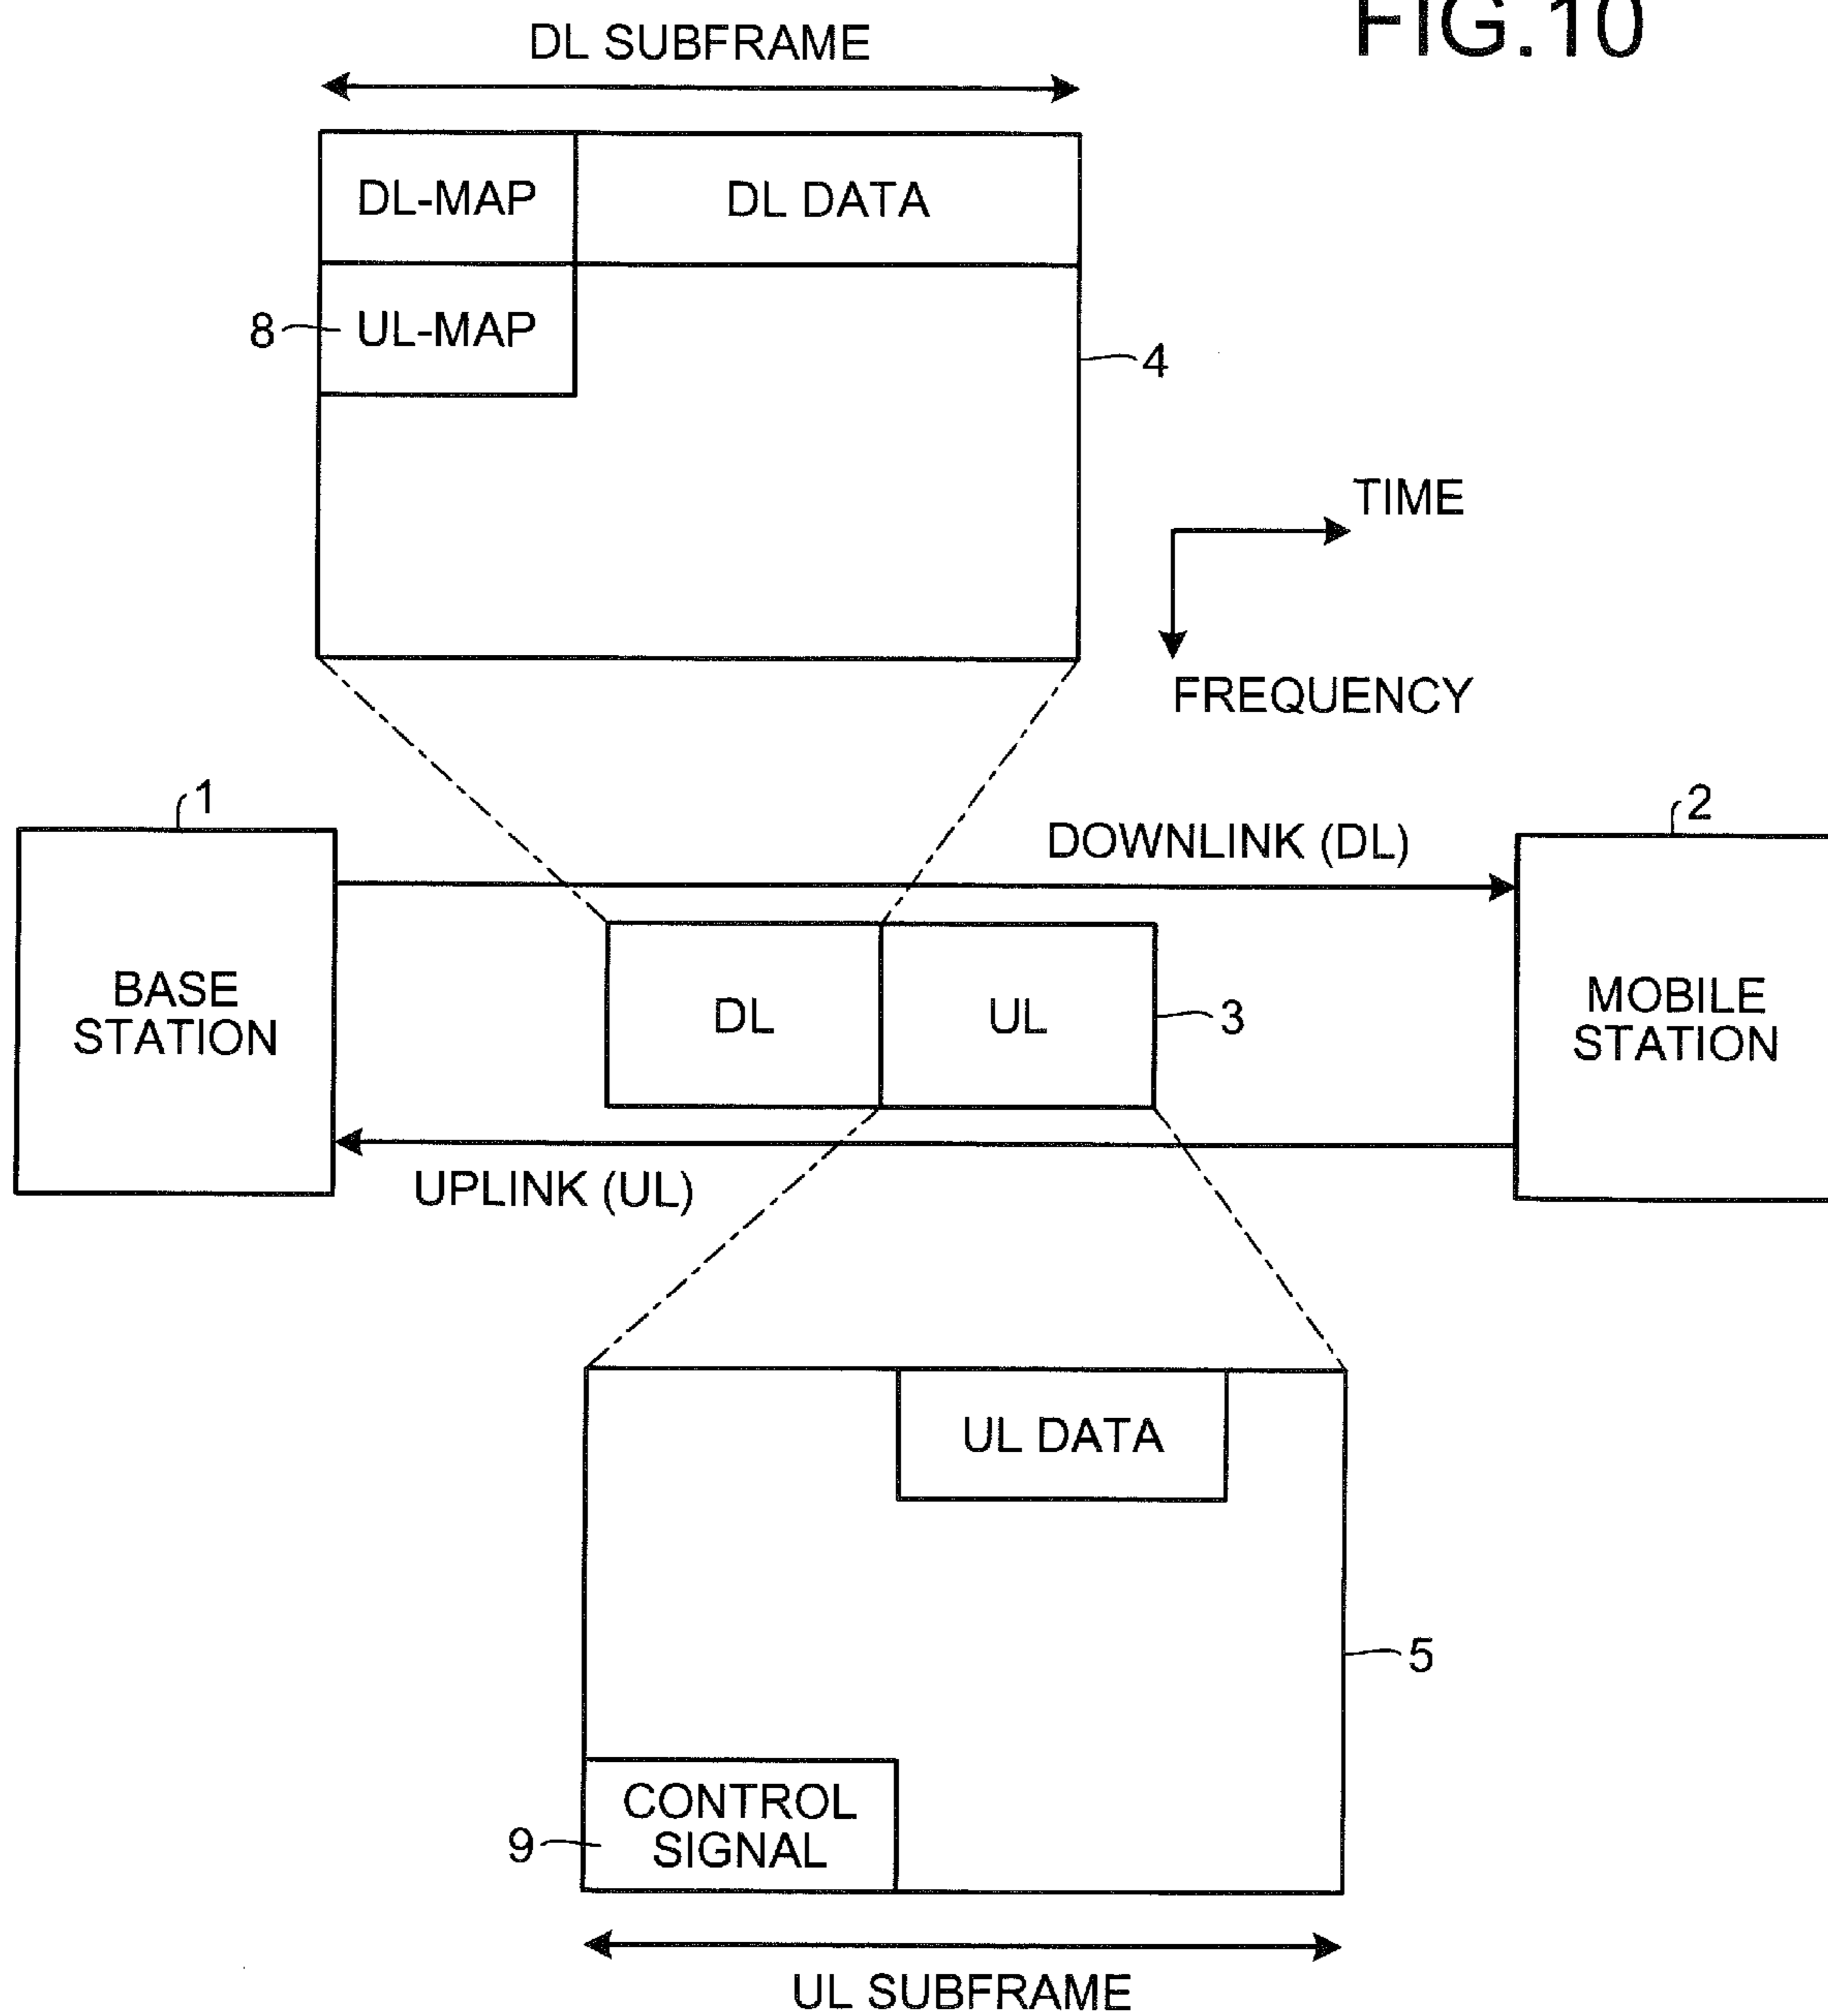 FIG.10
DL SUBFRAME
DL-MAP
DL DATA
8
UL-MAP
4
TIME
FREQUENCY
1
2
DOWNLINK (DL)
BASE
STATION
DL
UL
3
MOBILE
STATION
UPLINK (UL)
UL DATA
5
CONTROL
SIGNAL
9
UL SUBFRAME